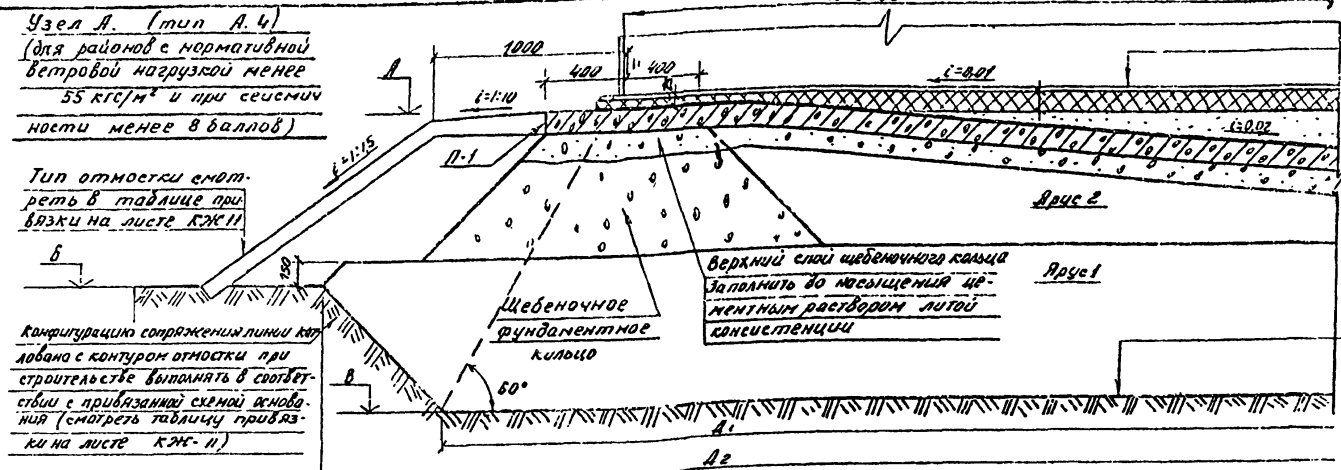 Узел А. (тип А.4)
(для районов с нормативной
ветровой нагрузкой менее
55 кгс/м² и при сейсмич
ности менее 8 баллов)
1000
400
400
А
i=1:10
i=0,01
i=0,02
П-1
i=1:1.5
Тип отмостки смот-
реть в таблице при
вязки на листе КЖ11
Б
150
Ярус 2
Ярус 1
Верхний слой щебеночного кольца
Заполнить до насыщения це-
ментным раствором литой
консистенции
Щебеночное
фундаментное
кольцо
Конфигурацию сопряжения линии кот
лована с контуром отмостки при
строительстве выполнять в соответ-
ствии с привязанной схемой основа-
ния (смотреть таблицу привяз-
ки на листе КЖ-11)
В
60°
Д1
Д2